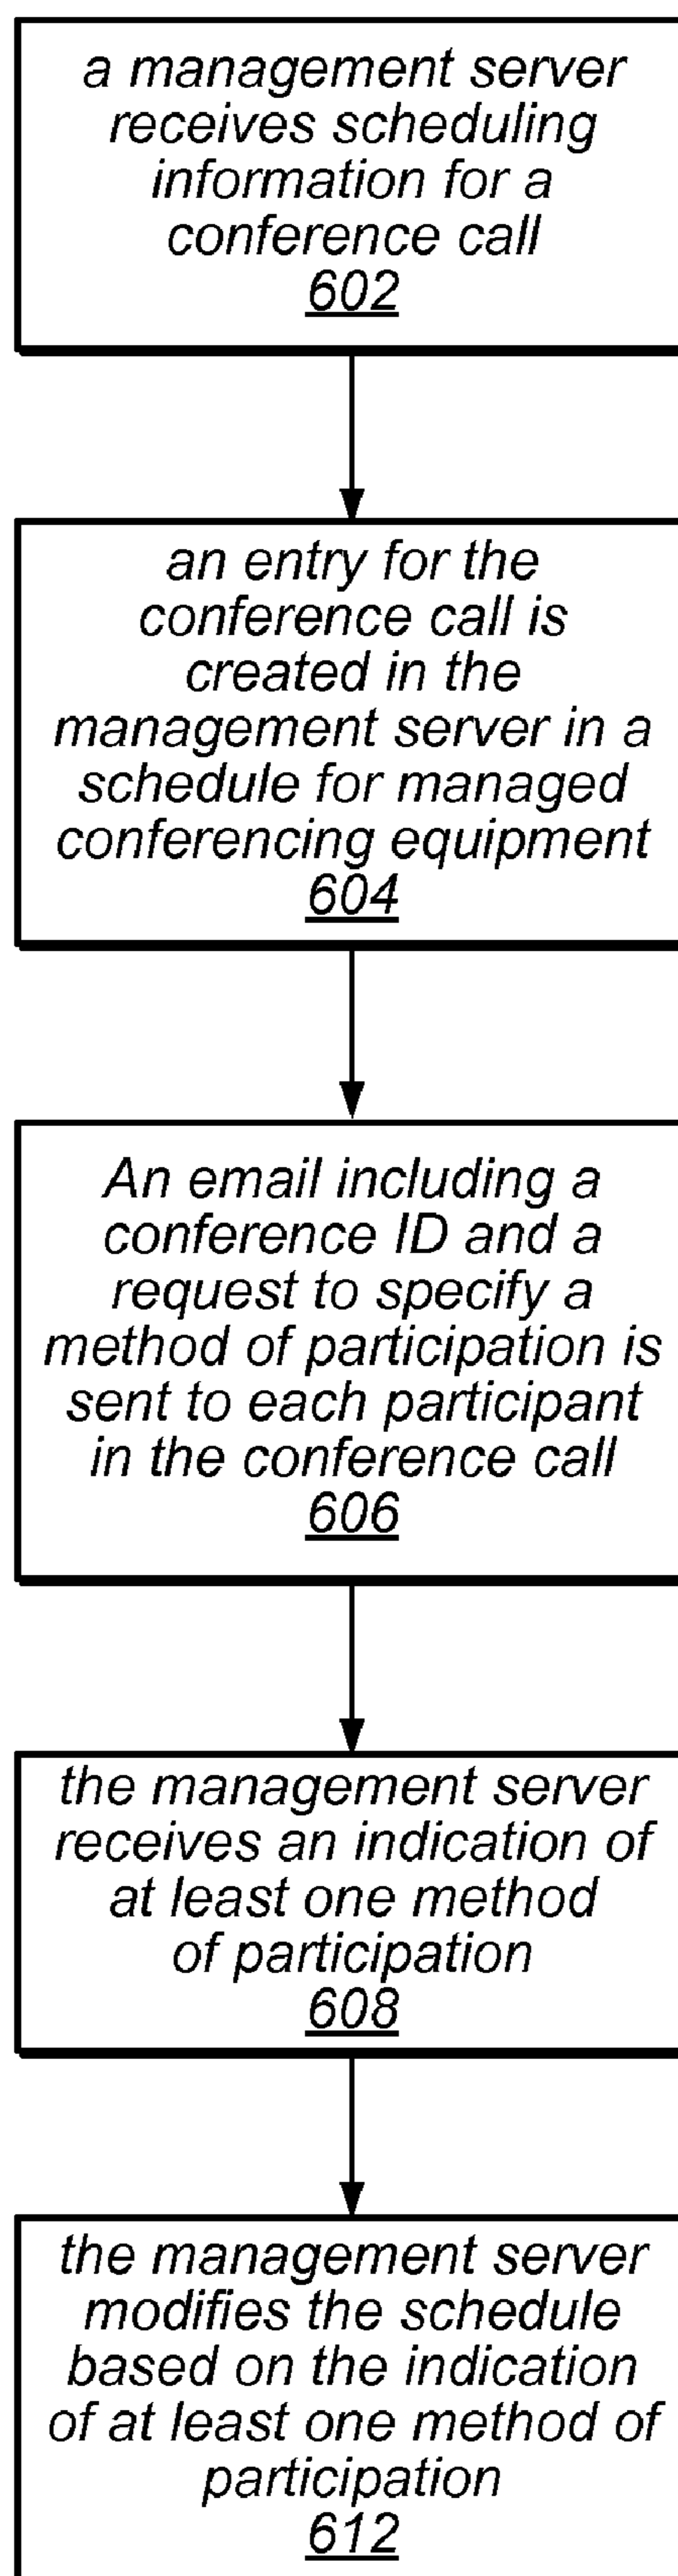 a management server
receives scheduling
information for a
conference call
602
an entry for the
conference call is
created in the
management server in a
schedule for managed
conferencing equipment
604
An email including a
conference ID and a
request to specify a
method of participation is
sent to each participant
in the conference call
606
the management server
receives an indication of
at least one method
of participation
608
the management server
modifies the schedule
based on the indication
of at least one method of
participation
612